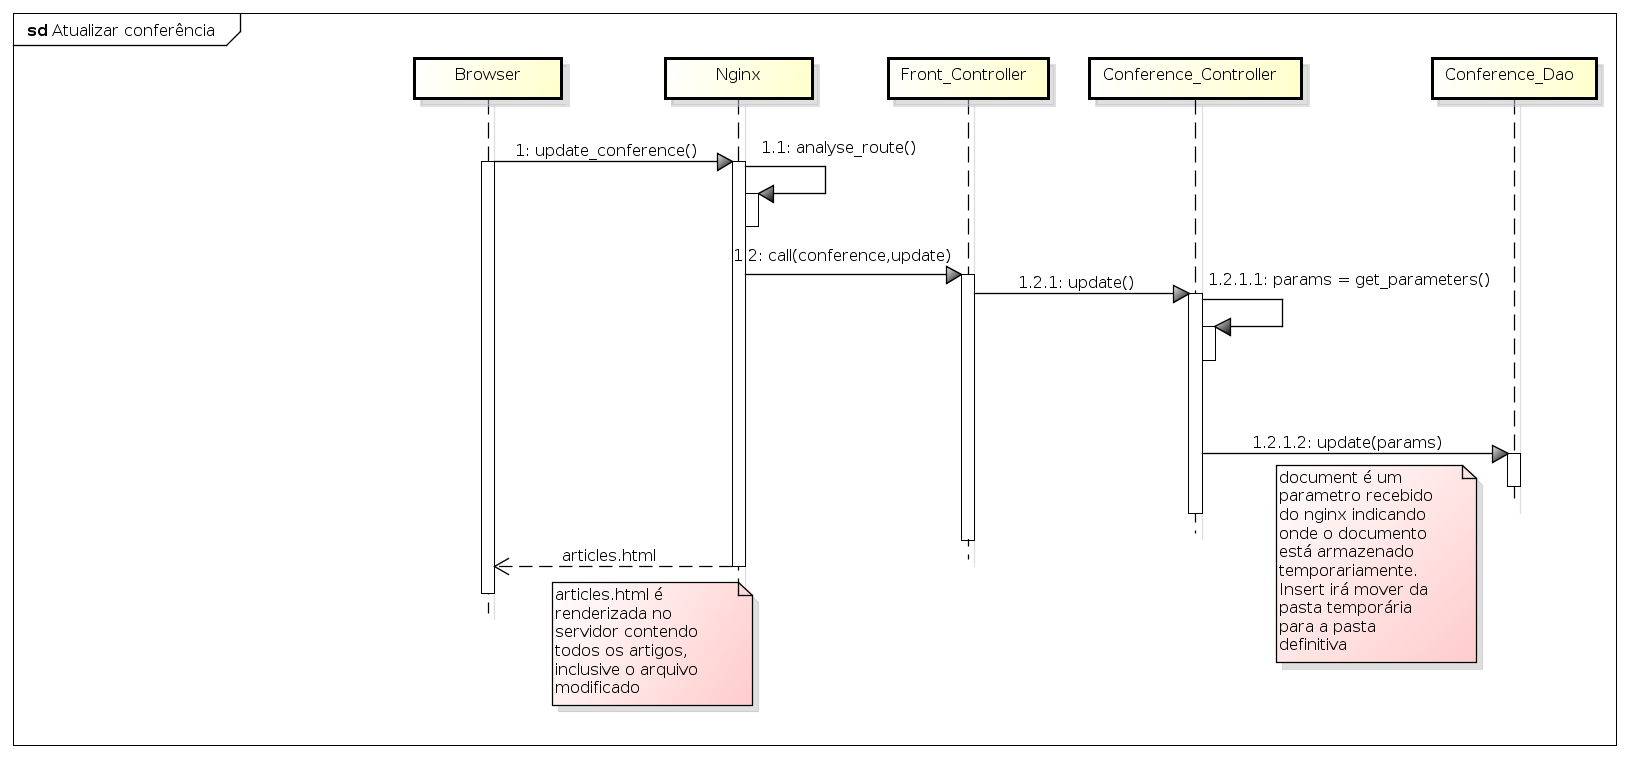 sd Atualizar conferência
Browser
Nginx
Front_Controller
Conference_Controller
Conference_Dao
1: update_conference()
1.1: analyse_route()
1.2: call(conference,update)
1.2.1: update()
1.2.1.1: params = get_parameters()
1.2.1.2: update(params)
document é um
parametro recebido
do nginx indicando
onde o documento
está armazenado
temporariamente.
Insert irá mover da
pasta temporária
para a pasta
definitiva
articles.html
articles.html é
renderizada no
servidor contendo
todos os artigos,
inclusive o arquivo
modificado